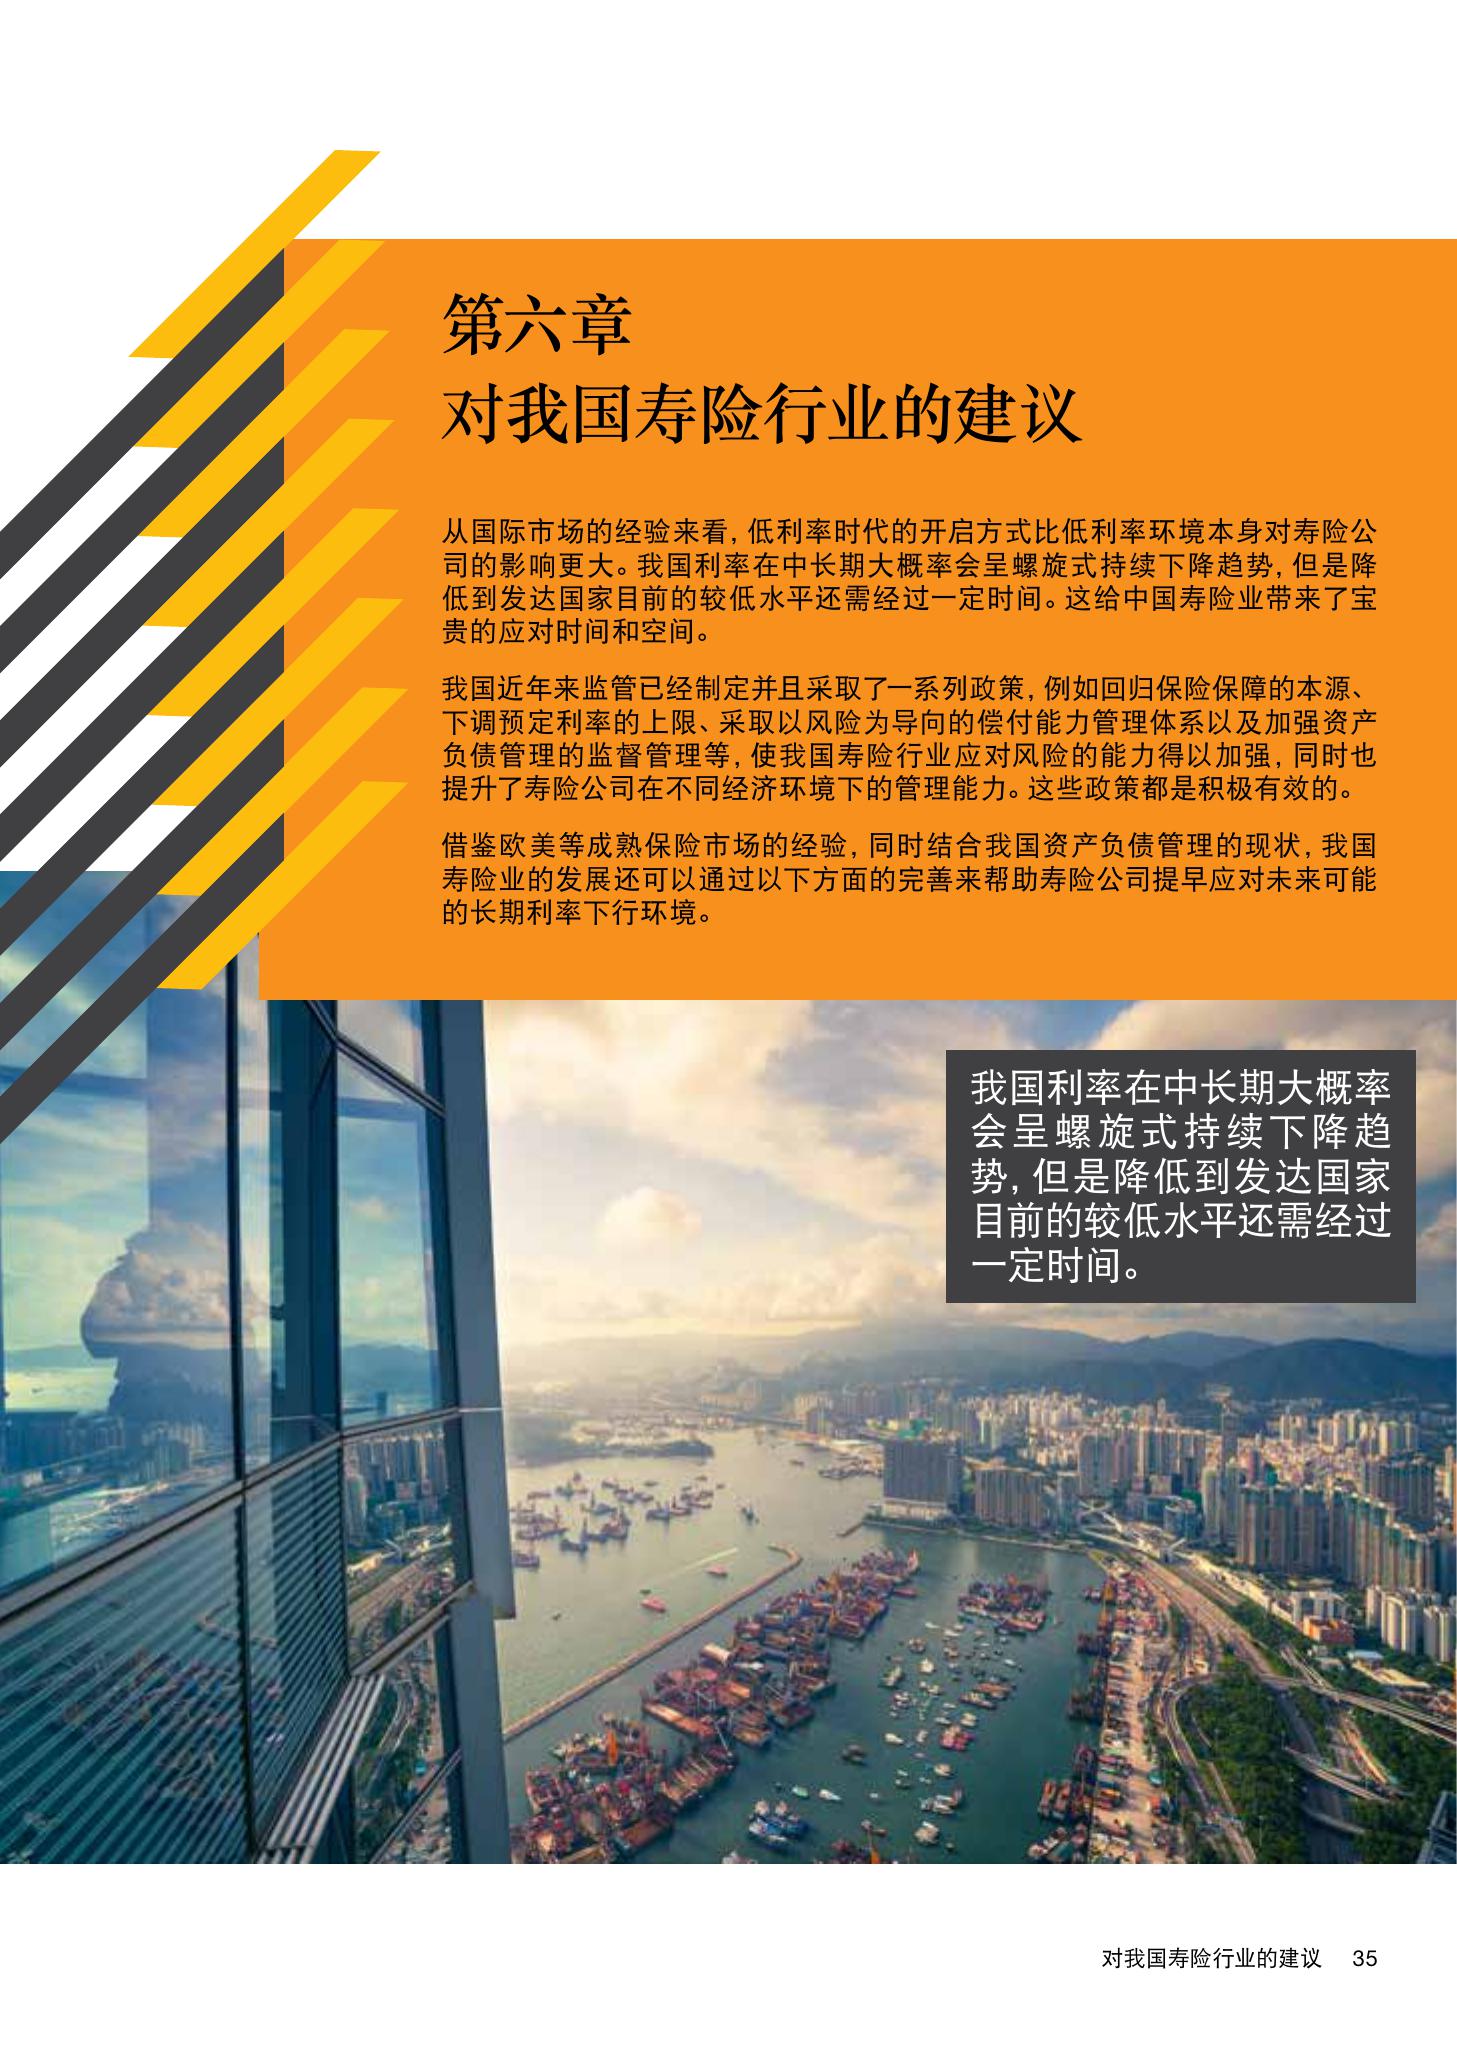 第六章
对我国寿险行业的建议
从国际市场的经验来看，低利率时代的开启方式比低利率环境本身对寿险公
司的影响更大。我国利率在中长期大概率会呈螺旋式持续下降趋势，但是降
低到发达国家目前的较低水平还需经过一定时间。这给中国寿险业带来了宝
贵的应对时间和空间。
我国近年来监管已经制定并且采取了一系列政策，例如回归保险保障的本源、
下调预定利率的上限、采取以风险为导向的偿付能力管理体系以及加强资产
负债管理的监督管理等，使我国寿险行业应对风险的能力得以加强，同时也
提升了寿险公司在不同经济环境下的管理能力。这些政策都是积极有效的。
借鉴欧美等成熟保险市场的经验，同时结合我国资产负债管理的现状，我国
寿险业的发展还可以通过以下方面的完善来帮助寿险公司提早应对未来可能
的长期利率下行环境。
我国利率在中长期大概率
会呈螺旋式持续下降趋
势，但是降低到发达国家
目前的较低水平还需经过
一定时间。
对我国寿险行业的建议 35